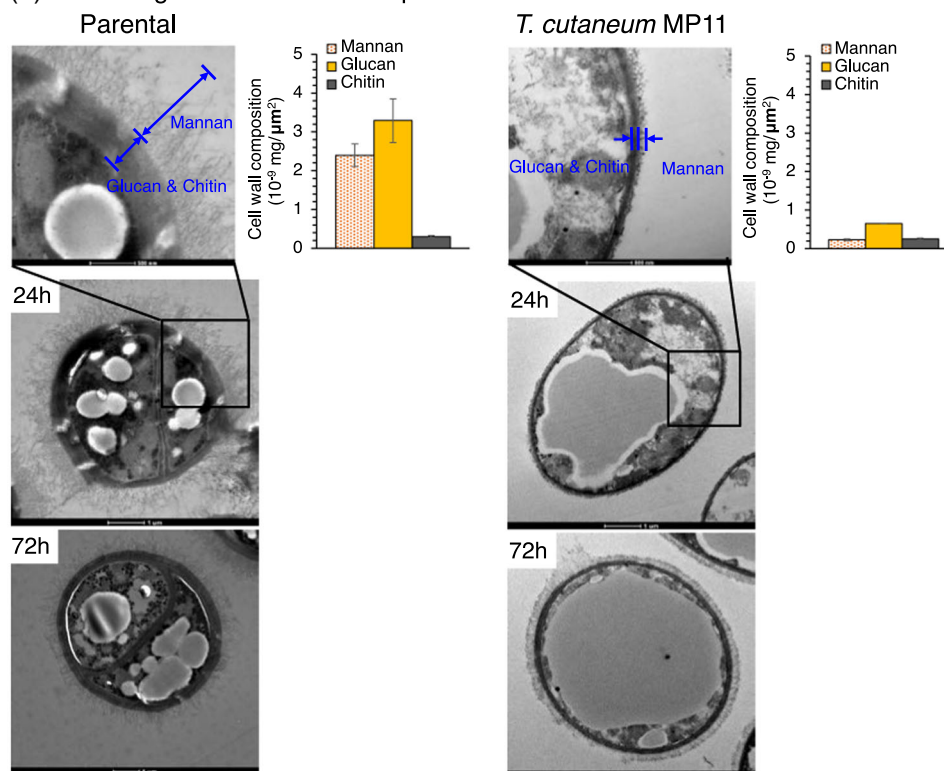 Parental
T. cutaneum MP11
Mannan
Glucan & Chitin
Cell wall composition
(10⁻⁹ mg/µm²)
5
4
3
2
1
0
Mannan
Glucan
Chitin
Glucan & Chitin
Mannan
Cell wall composition
(10⁻⁹ mg/µm²)
5
4
3
2
1
0
Mannan
Glucan
Chitin
24h
1 µm
24h
1 µm
72h
72h